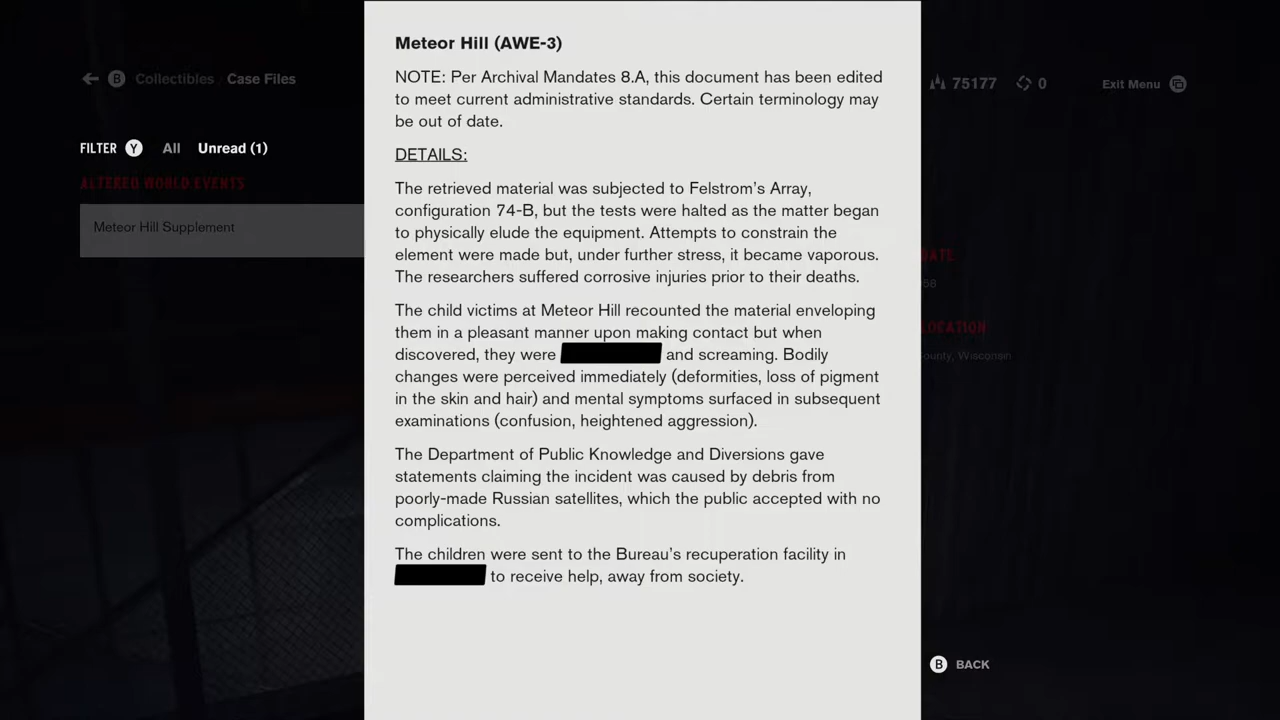 Meteor Hill (AWE-3)
NOTE: Per Archival Mandates 8.A, this document has been edited
to meet current administrative standards. Certain terminology may
be out of date.
DETAILS:
The retrieved material was subjected to Felstrom's Array,
configuration 74-B, but the tests were halted as the matter began
to physically elude the equipment. Attempts to constrain the
element were made but, under further stress, it became vaporous.
The researchers suffered corrosive injuries prior to their deaths.
The child victims at Meteor Hill recounted the material enveloping
them in a pleasant manner upon making contact but when
discovered, they were and screaming. Bodily
changes were perceived immediately (deformities, loss of pigment
in the skin and hair) and mental symptoms surfaced in subsequent
examinations (confusion, heightened aggression).
The Department of Public Knowledge and Diversions gave
statements claiming the incident was caused by debris from
poorly-made Russian satellites, which the public accepted with no
complications.
The children were sent to the Bureau's recuperation facility in
to receive help, away from society.
B Collectibles / Case Files
FILTER Y All Unread (1)
ALTERED WORLD EVENTS
Meteor Hill Supplement
75177 0 Exit Menu
DATE
58
LOCATION
County, Wisconsin
B BACK